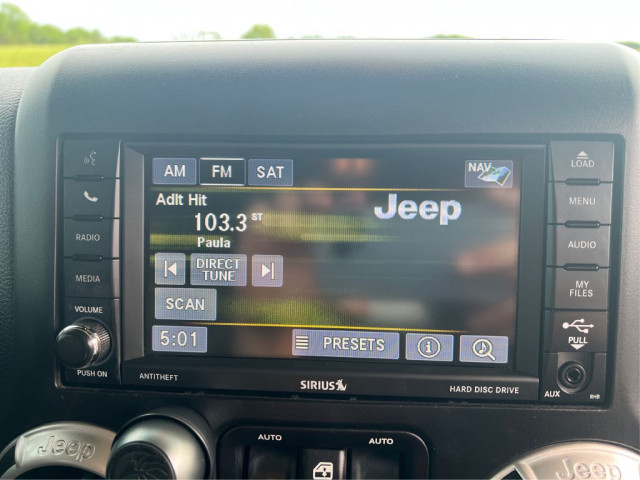 AM FM SAT NAV
Adlt Hit
103.3 ST
Paula
Jeep
DIRECT TUNE
SCAN
5:01 PRESETS
PHONE
RADIO
MEDIA
VOLUME
PUSH ON
ANTITHEFT
SIRIUS
HARD DISC DRIVE
LOAD
MENU
AUDIO
MY FILES
PULL
AUX
RHB
Jeep
AUTO
AUTO
Jeep